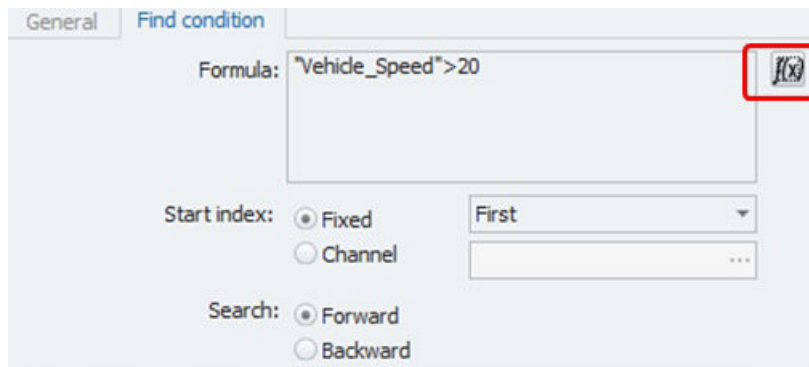 General Find condition
Formula: "Vehicle_Speed">20 f(x)
Start index: Fixed First
Channel ...
Search: Forward
Backward